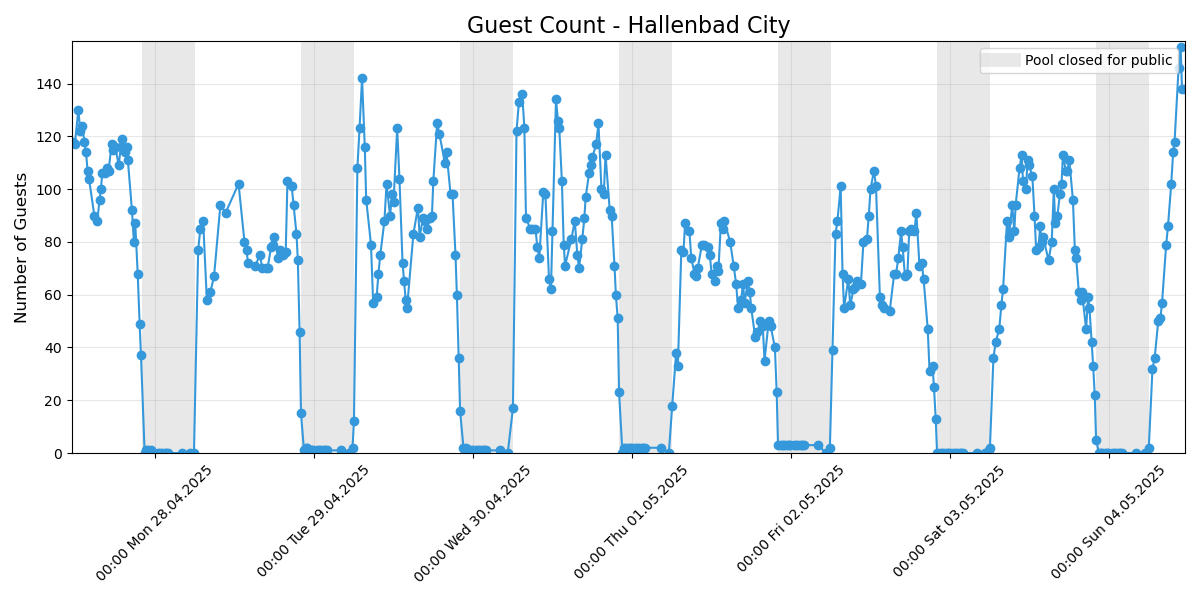 Guest Count - Hallenbad City
Pool closed for public
Number of Guests
140
120
100
80
60
40
20
0
00:00 Mon 28.04.2025
00:00 Tue 29.04.2025
00:00 Wed 30.04.2025
00:00 Thu 01.05.2025
00:00 Fri 02.05.2025
00:00 Sat 03.05.2025
00:00 Sun 04.05.2025